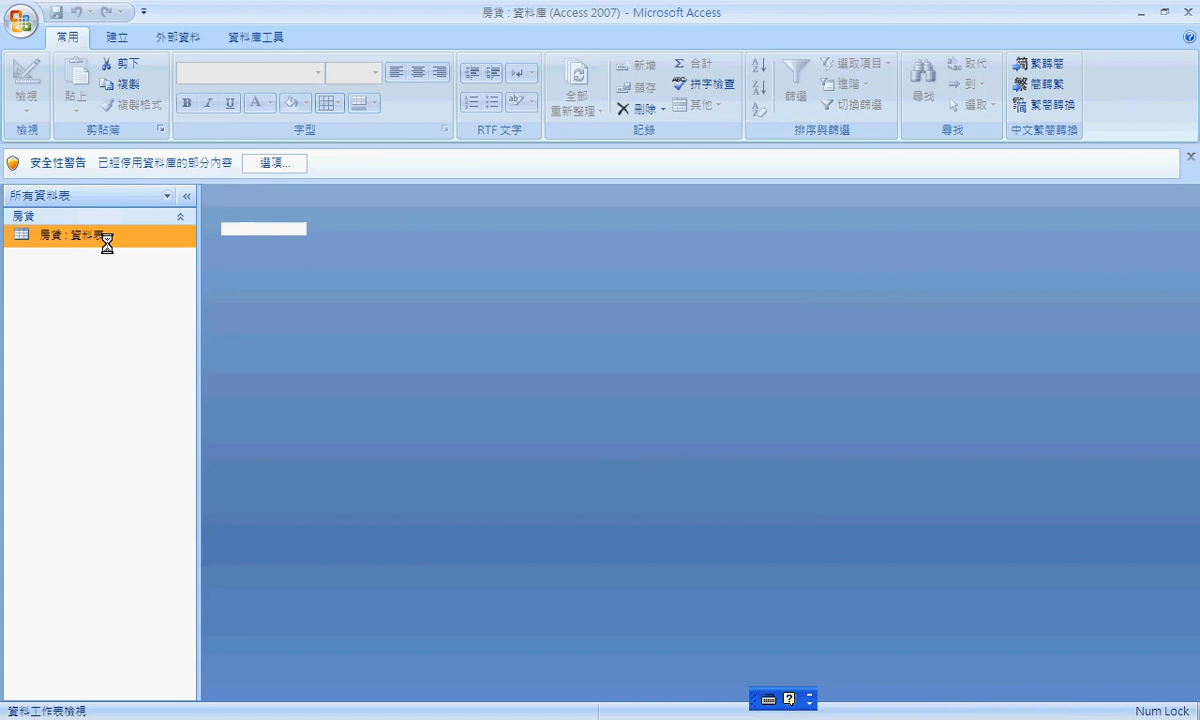 房貸 : 資料庫 (Access 2007) - Microsoft Access
常用 建立 外部資料 資料庫工具
檢視 貼上 剪下 複製 複製格式
B I U A
全部重新整理 新增 儲存 刪除 Σ 合計 拼字檢查 其他
篩選 選取項目 進階 切換篩選
尋找 取代 到 選取
繁轉簡 簡轉繁 繁簡轉換
檢視 剪貼簿 字型 RTF 文字 記錄 排序與篩選 尋找 中文繁簡轉換
安全性警告 已經停用資料庫的部分內容 選項...
所有資料表
房貸
房貸 : 資料表
資料工作表檢視 Num Lock